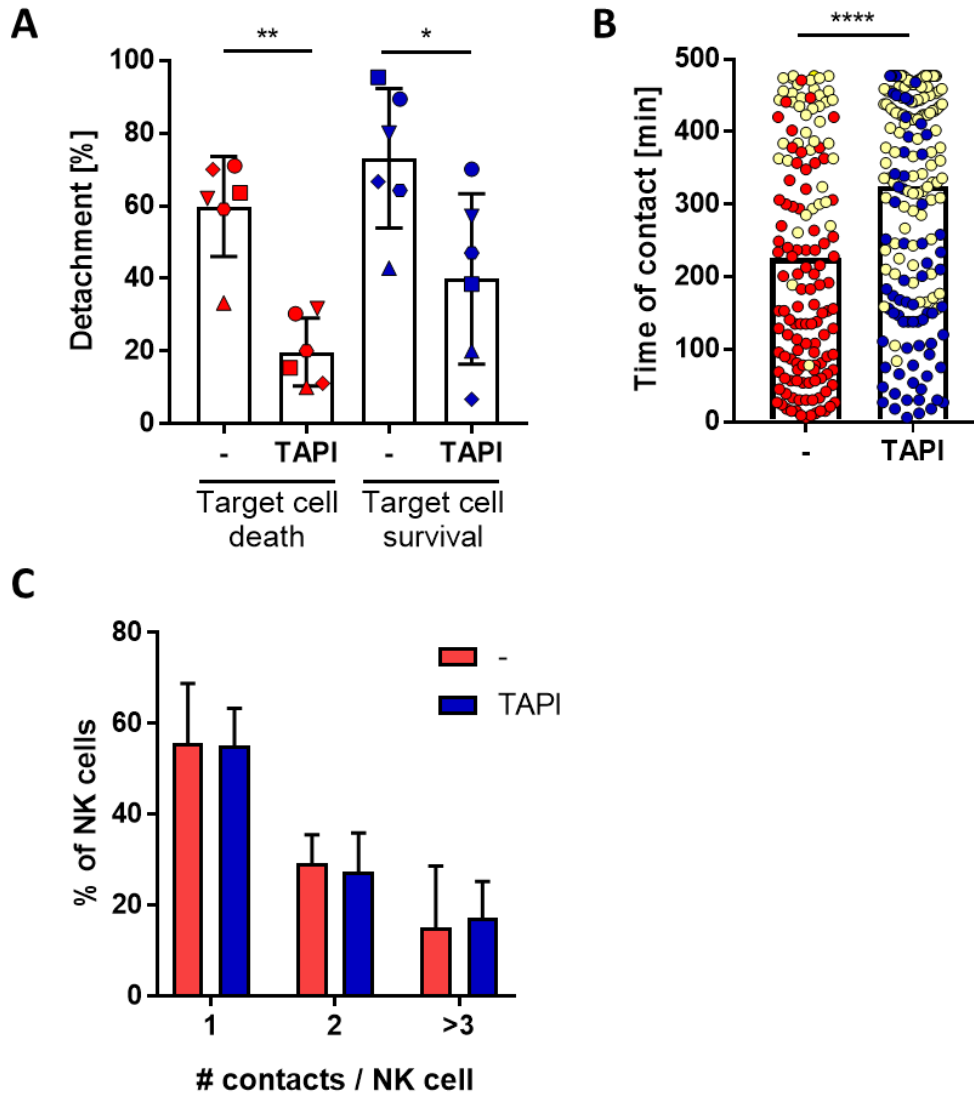 A
**
*
100
80
60
40
20
0
Detachment [%]
-
TAPI
-
TAPI
Target cell
death
Target cell
survival
B
****
500
400
300
200
100
0
Time of contact [min]
-
TAPI
C
80
60
40
20
0
% of NK cells
-
TAPI
1
2
>3
# contacts / NK cell